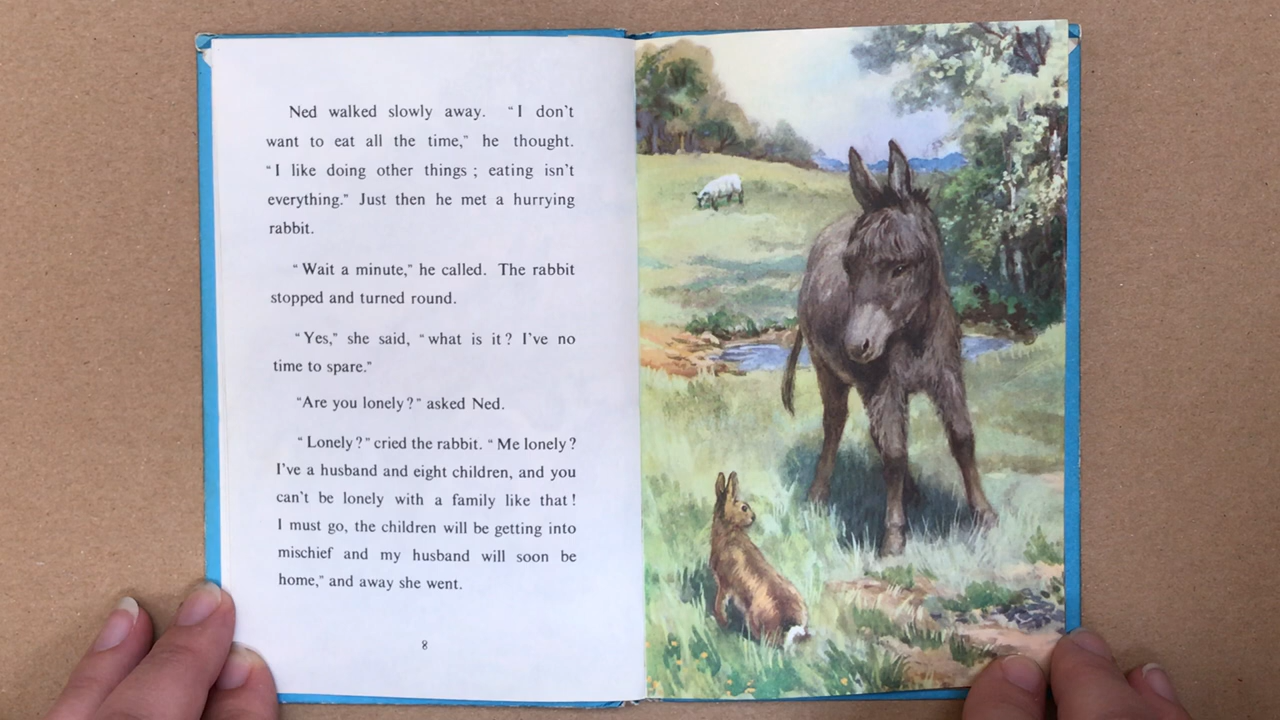 Ned walked slowly away. "I don't
want to eat all the time," he thought.
"I like doing other things ; eating isn't
everything." Just then he met a hurrying
rabbit.
"Wait a minute," he called. The rabbit
stopped and turned round.
"Yes," she said, "what is it? I've no
time to spare."
"Are you lonely?" asked Ned.
"Lonely?" cried the rabbit. "Me lonely?
I've a husband and eight children, and you
can't be lonely with a family like that!
I must go, the children will be getting into
mischief and my husband will soon be
home," and away she went.
8